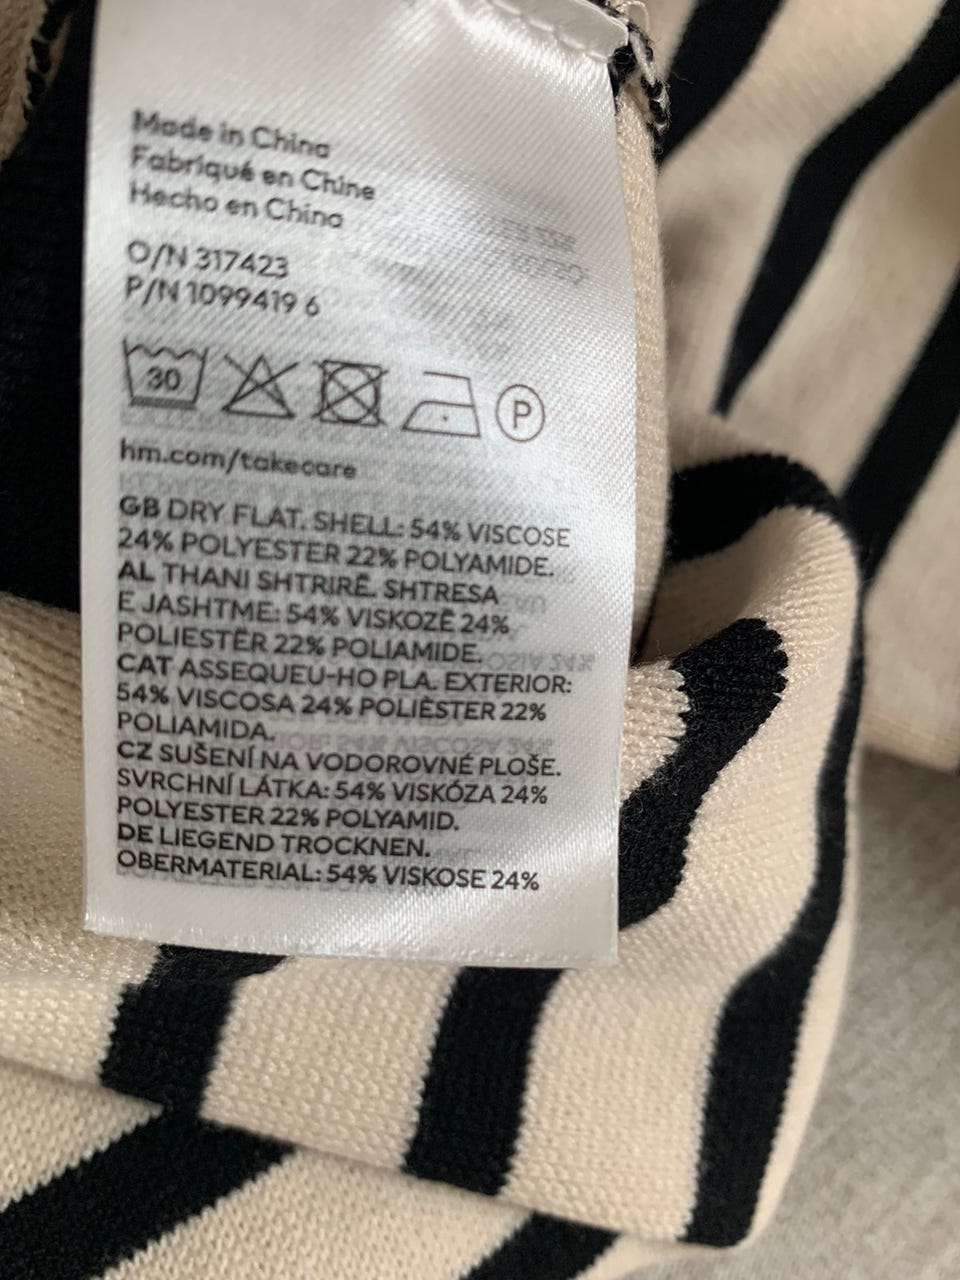 Made in China
Fabriqué en Chine
Hecho en China
O/N 317423
P/N 1099419 6
30
P
hm.com/takecare
GB DRY FLAT. SHELL: 54% VISCOSE
24% POLYESTER 22% POLYAMIDE.
AL THANI SHTRIRË. SHTRESA
E JASHTME: 54% VISKOZË 24%
POLIESTËR 22% POLIAMIDE.
CAT ASSEQUEU-HO PLA. EXTERIOR:
54% VISCOSA 24% POLIÈSTER 22%
POLIAMIDA.
CZ SUŠENÍ NA VODOROVNÉ PLOŠE.
SVRCHNÍ LÁTKA: 54% VISKÓZA 24%
POLYESTER 22% POLYAMID.
DE LIEGEND TROCKNEN.
OBERMATERIAL: 54% VISKOSE 24%